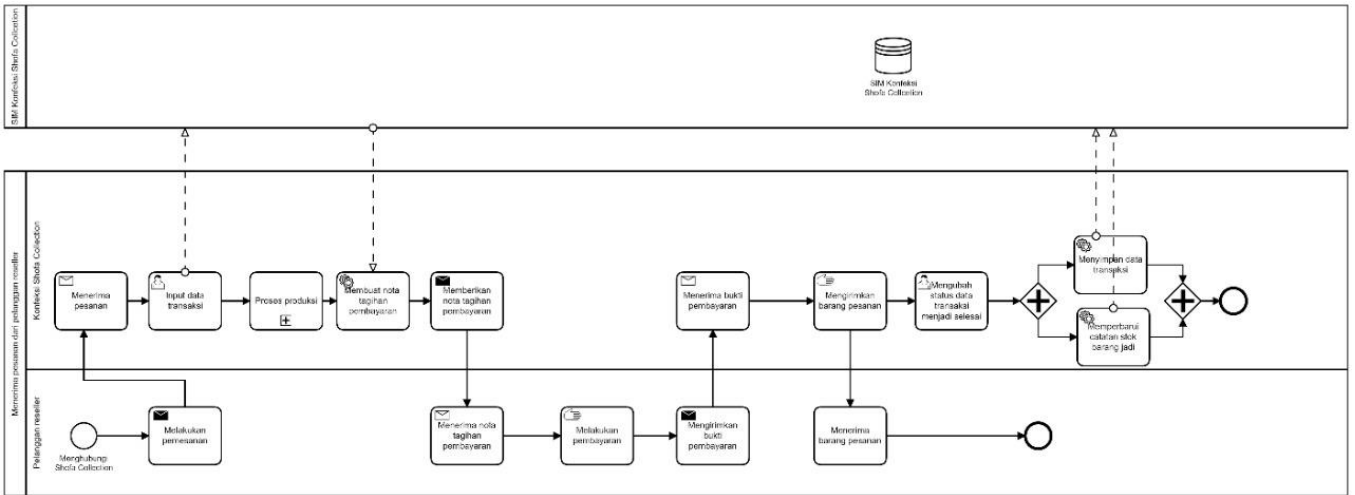 SIM Konfeksi Shofa Collection
SIM Konfeksi
Shofa Collection
Menerima pesanan dari pelanggan reseller
Konfeksi Shofa Collection
Menerima
pesanan
Input data
transaksi
Proses produksi
Membuat nota
tagihan
pembayaran
Memberikan
nota tagihan
pembayaran
Menerima bukti
pembayaran
Mengirimkan
barang pesanan
Mengubah
status data
transaksi
menjadi selesai
Menyimpan data
transaksi
Memperbarui
catatan stok
barang jadi
Pelanggan reseller
Menghubungi
Shofa Collection
Melakukan
pemesanan
Menerima nota
tagihan
pembayaran
Melakukan
pembayaran
Mengirimkan
bukti
pembayaran
Menerima
barang pesanan